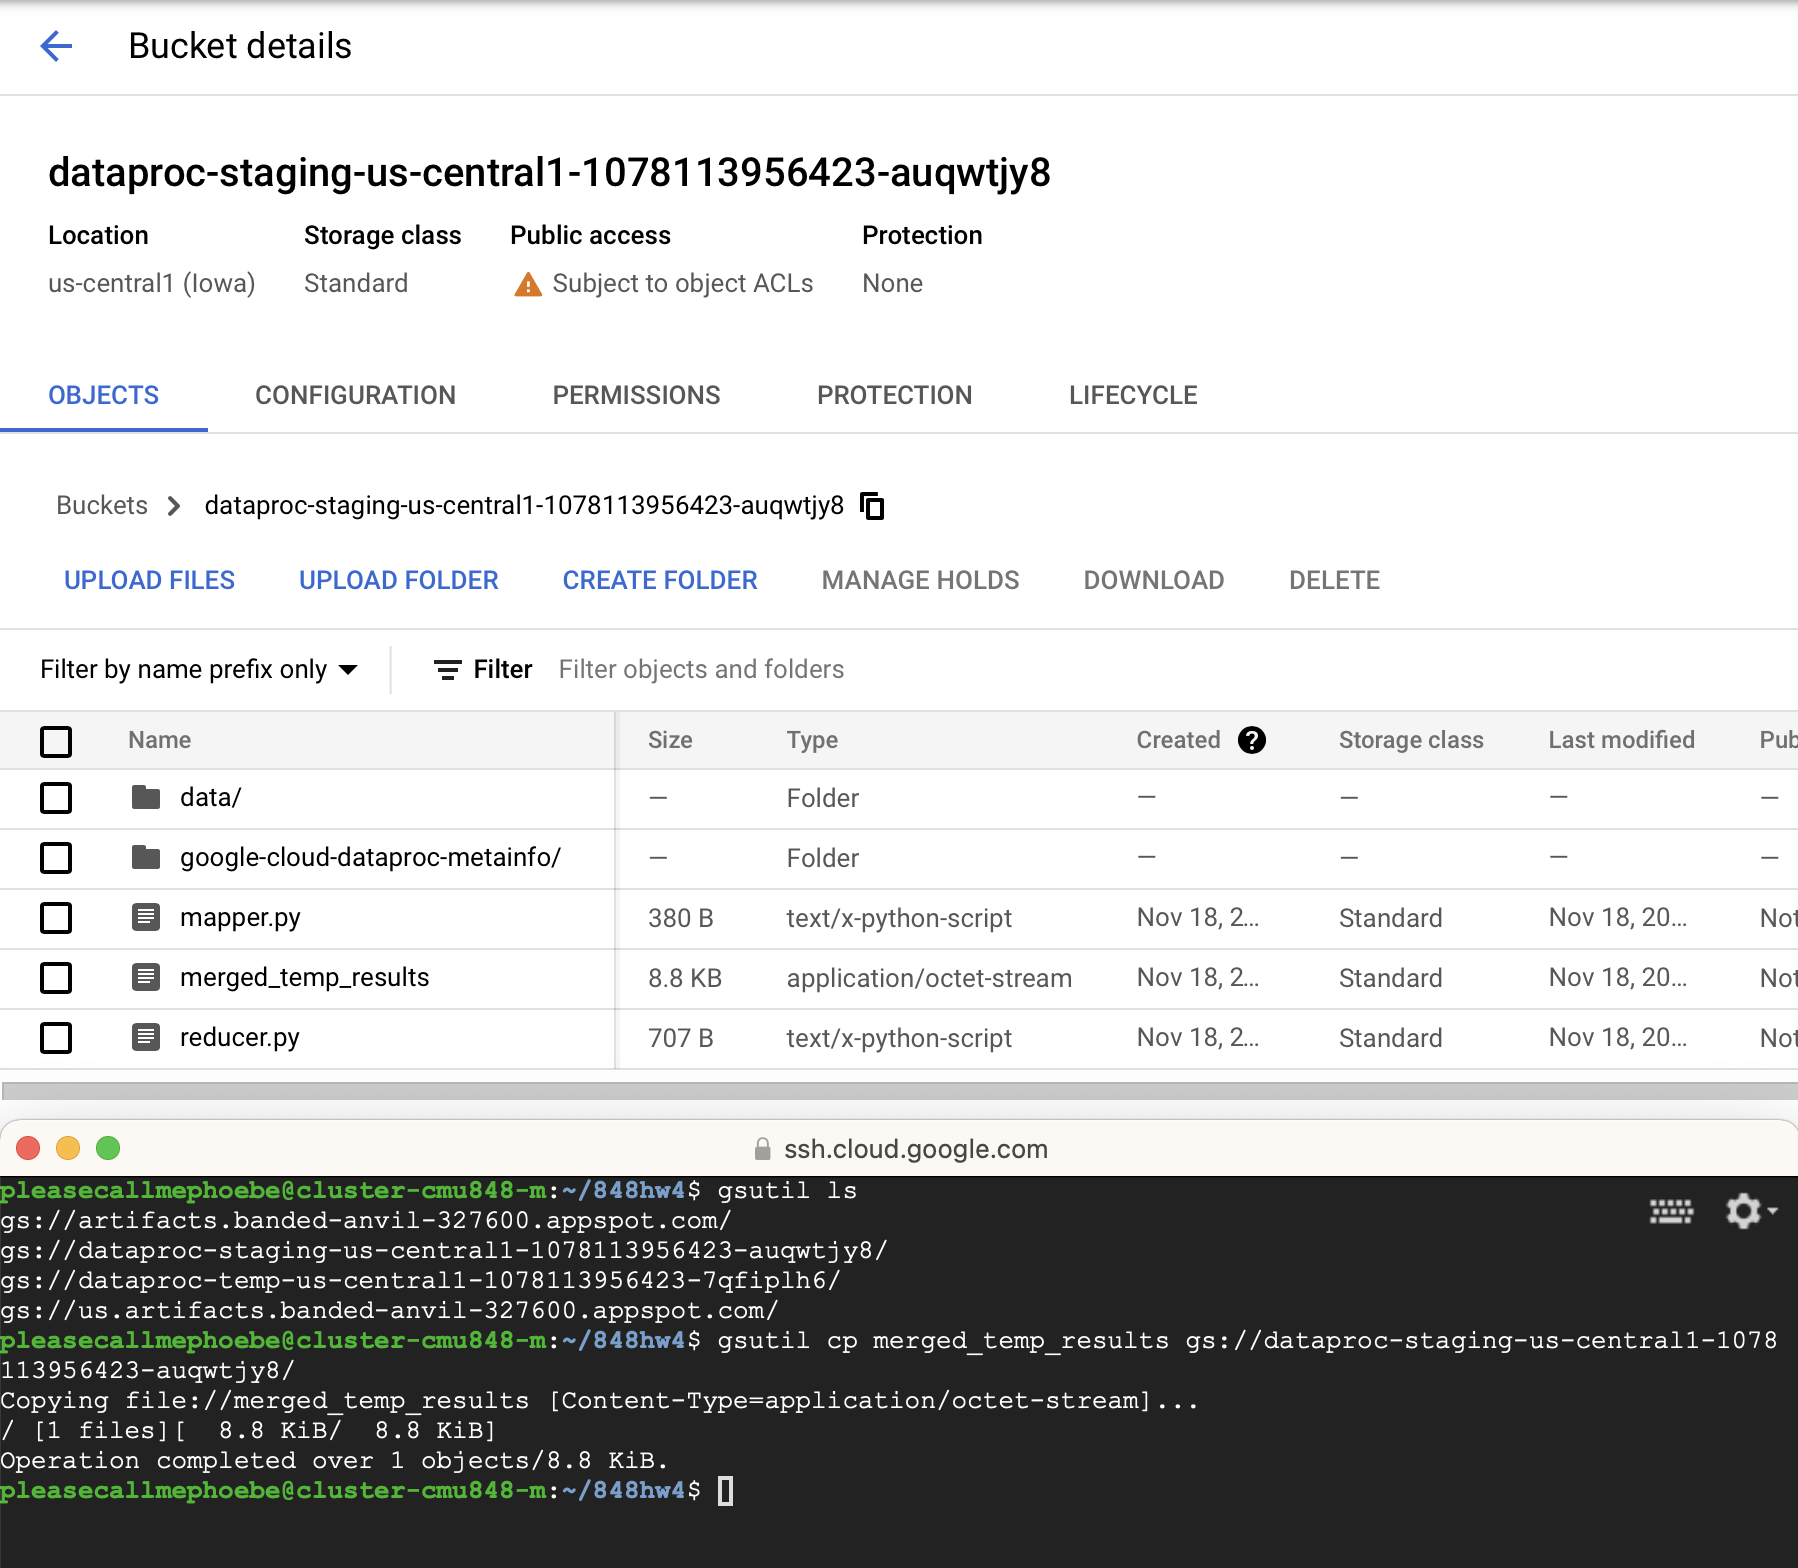 Bucket details
dataproc-staging-us-central1-1078113956423-auqwtjy8
Location Storage class Public access Protection
us-central1 (Iowa) Standard Subject to object ACLs None
OBJECTS CONFIGURATION PERMISSIONS PROTECTION LIFECYCLE
Buckets > dataproc-staging-us-central1-1078113956423-auqwtjy8
UPLOAD FILES UPLOAD FOLDER CREATE FOLDER MANAGE HOLDS DOWNLOAD DELETE
Filter by name prefix only Filter Filter objects and folders
Name Size Type Created ? Storage class Last modified Pub
data/ — Folder — — — —
google-cloud-dataproc-metainfo/ — Folder — — — —
mapper.py 380 B text/x-python-script Nov 18, 2... Standard Nov 18, 20... Not
merged_temp_results 8.8 KB application/octet-stream Nov 18, 2... Standard Nov 18, 20... Not
reducer.py 707 B text/x-python-script Nov 18, 2... Standard Nov 18, 20... Not
ssh.cloud.google.com
pleasecallmephoebe@cluster-cmu848-m:~/848hw4$ gsutil ls
gs://artifacts.banded-anvil-327600.appspot.com/
gs://dataproc-staging-us-central1-1078113956423-auqwtjy8/
gs://dataproc-temp-us-central1-1078113956423-7qfiplh6/
gs://us.artifacts.banded-anvil-327600.appspot.com/
pleasecallmephoebe@cluster-cmu848-m:~/848hw4$ gsutil cp merged_temp_results gs://dataproc-staging-us-central1-1078
113956423-auqwtjy8/
Copying file://merged_temp_results [Content-Type=application/octet-stream]...
/ [1 files][  8.8 KiB/  8.8 KiB]
Operation completed over 1 objects/8.8 KiB.
pleasecallmephoebe@cluster-cmu848-m:~/848hw4$